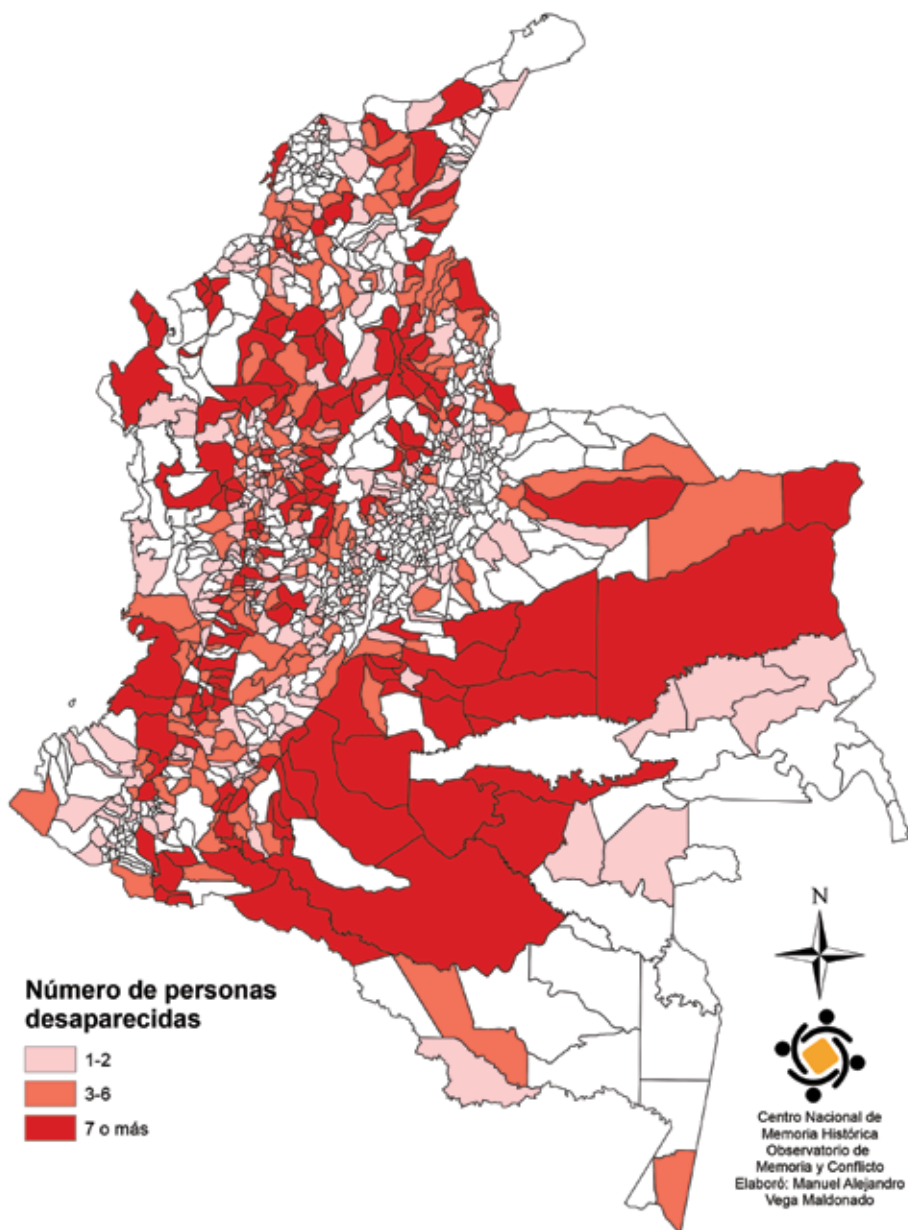 N
Número de personas
desaparecidas
1-2
3-6
7 o más
Centro Nacional de
Memoria Histórica
Observatorio de
Memoria y Conflicto
Elaboró: Manuel Alejandro
Vega Maldonado